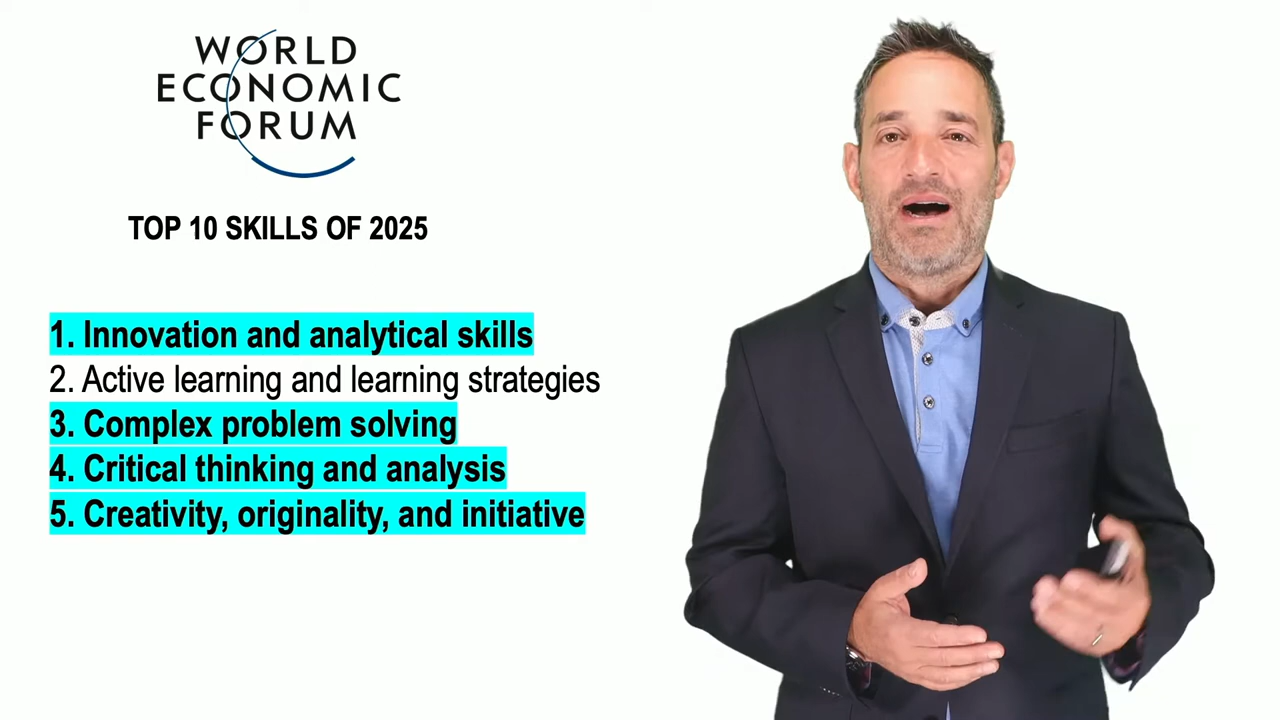 WORLD
ECONOMIC
FORUM
TOP 10 SKILLS OF 2025
1. Innovation and analytical skills
2. Active learning and learning strategies
3. Complex problem solving
4. Critical thinking and analysis
5. Creativity, originality, and initiative